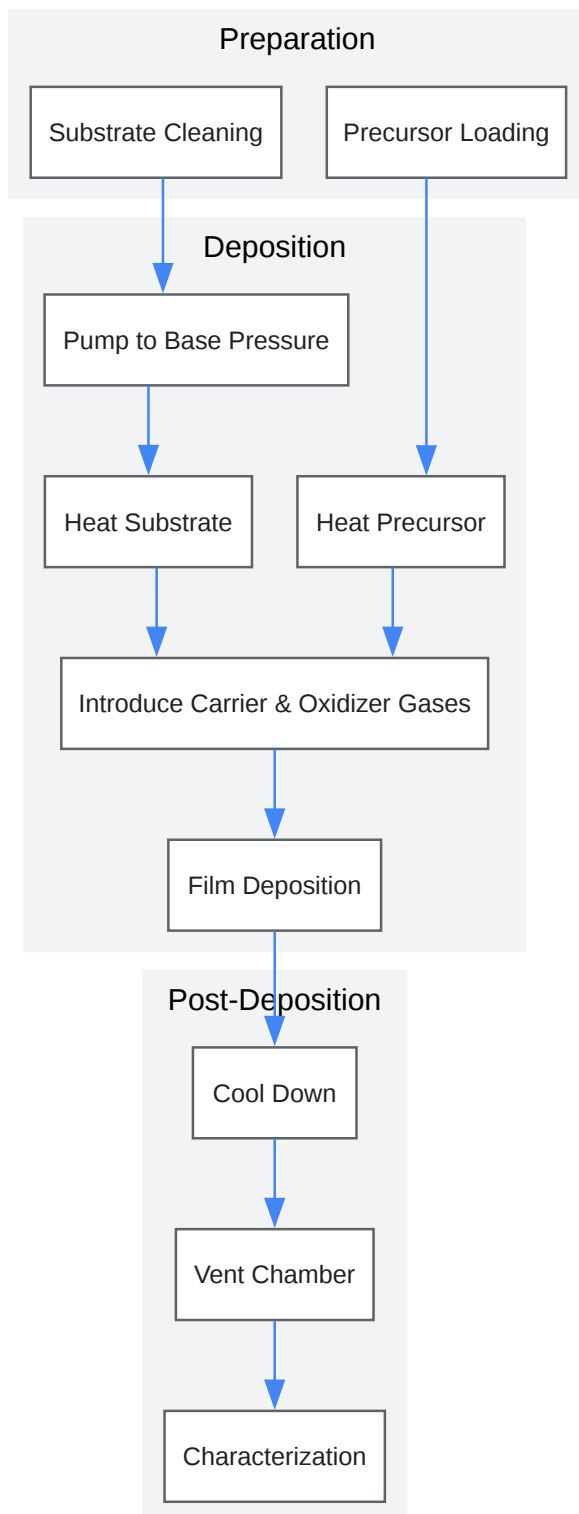 Preparation
Substrate Cleaning
Precursor Loading
Deposition
Pump to Base Pressure
Heat Substrate
Heat Precursor
Introduce Carrier & Oxidizer Gases
Film Deposition
Post-Deposition
Cool Down
Vent Chamber
Characterization